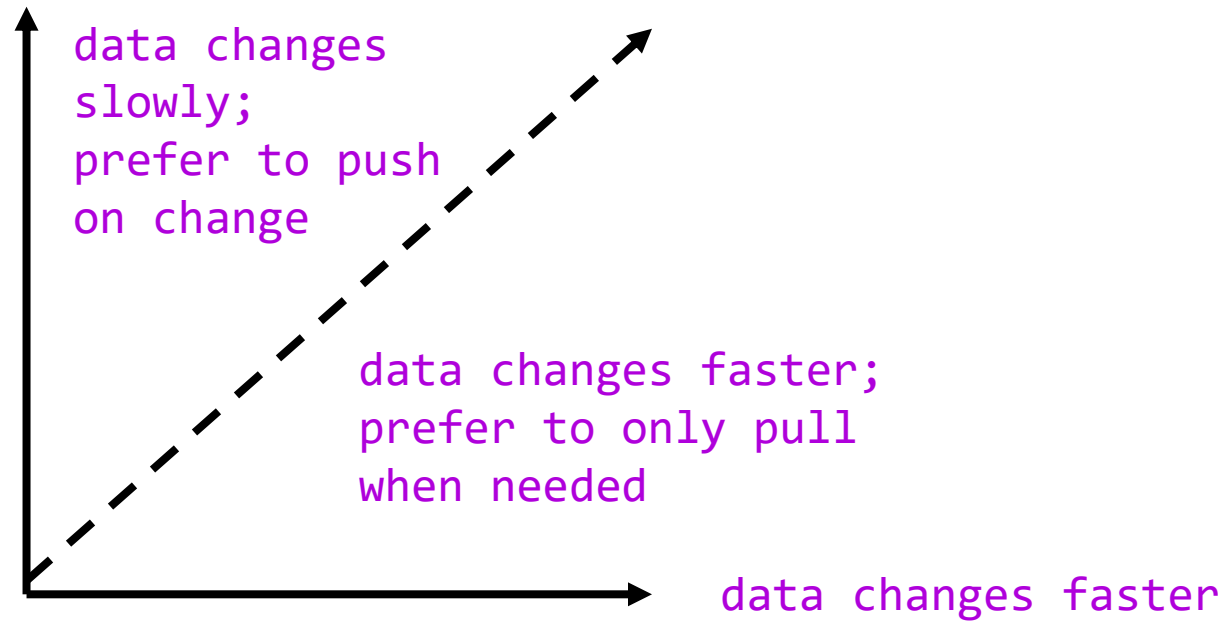 data changes
slowly;
prefer to push
on change
data changes faster;
prefer to only pull
when needed
data changes faster